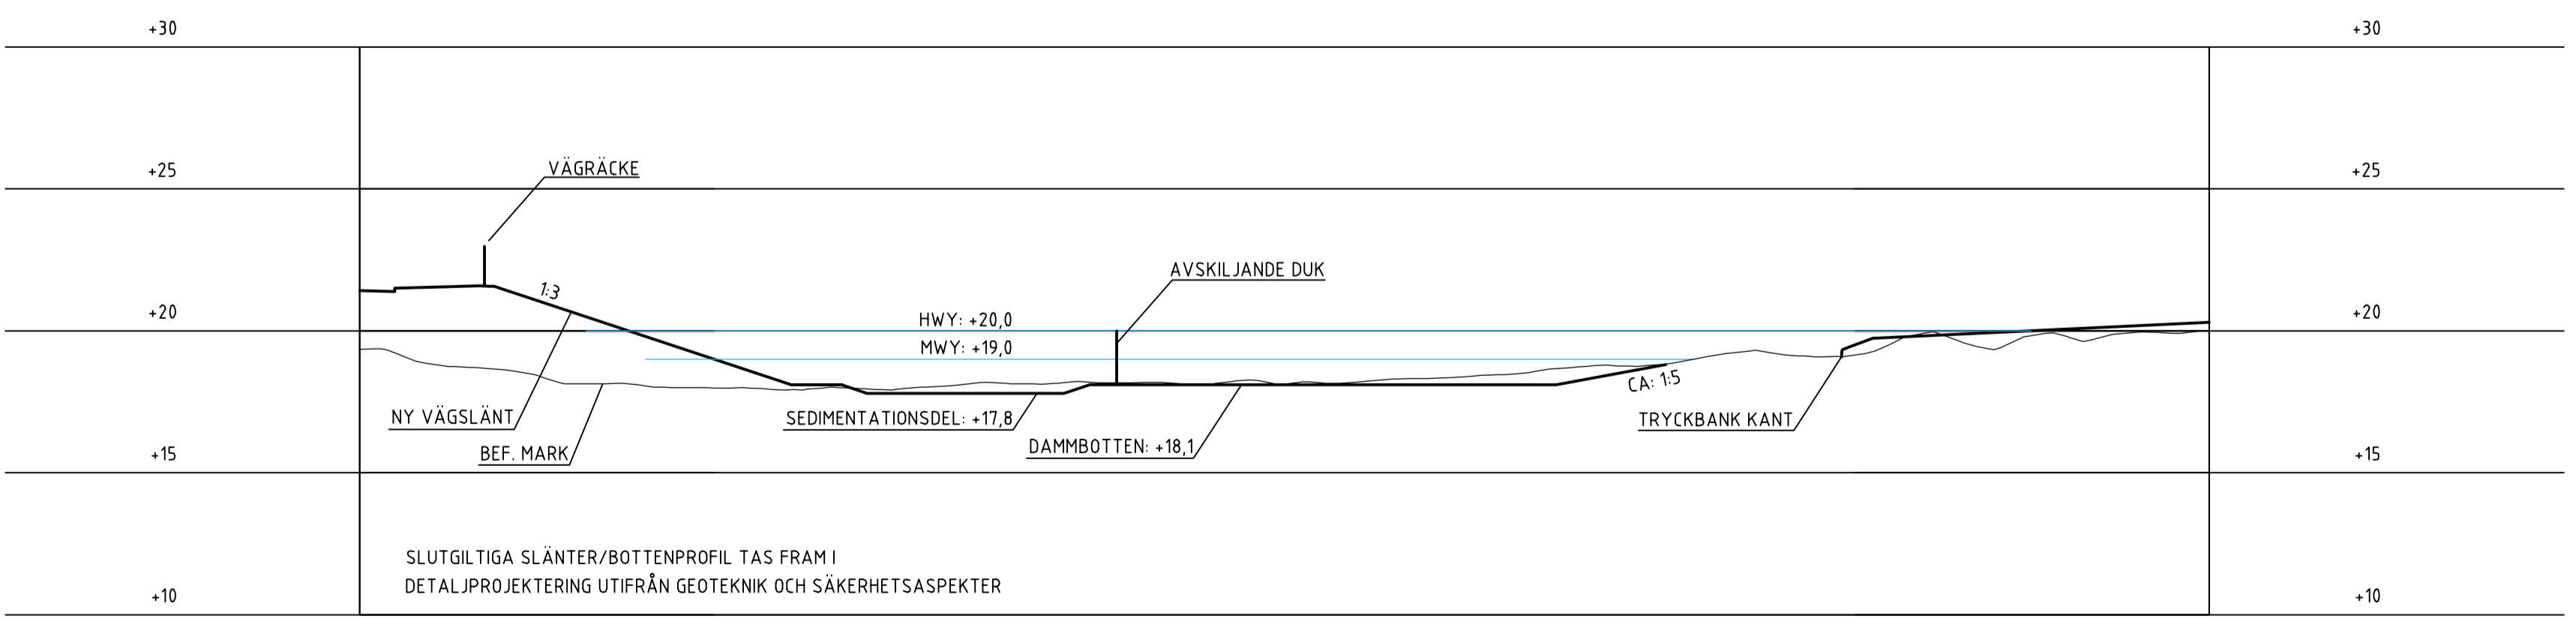 +30
+30
VÄGRÄCKE
+25
+25
AVSKILJANDE DUK
1:3
+20
HWY: +20,0
+20
MWY: +19,0
CA: 1:5
NY VÄGSLÄNT
SEDIMENTATIONSDEL: +17,8
TRYCKBANK KANT
BEF. MARK
DAMMBOTTEN: +18,1
+15
+15
SLUTGILTIGA SLÄNTER/BOTTENPROFIL TAS FRAM I
DETALJPROJEKTERING UTIFRÅN GEOTEKNIK OCH SÄKERHETSASPEKTER
+10
+10